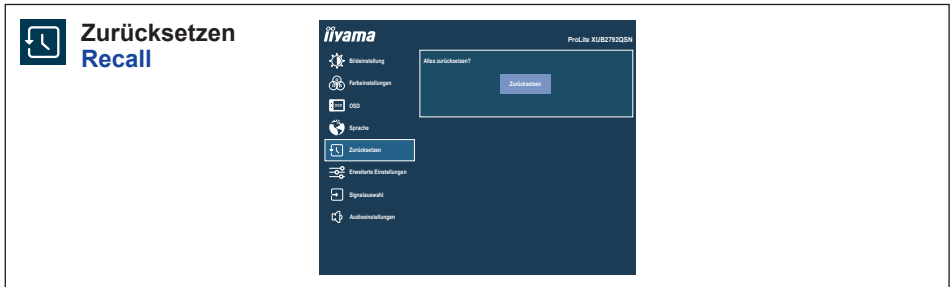 Zurücksetzen
Recall
iiyama
ProLite XUB2792QSN
Bildeinstellung
Farbeinstellungen
OSD
Sprache
Zurücksetzen
Erweiterte Einstellungen
Signalauswahl
Audioeinstellungen
Alles zurücksetzen?
Zurücksetzen